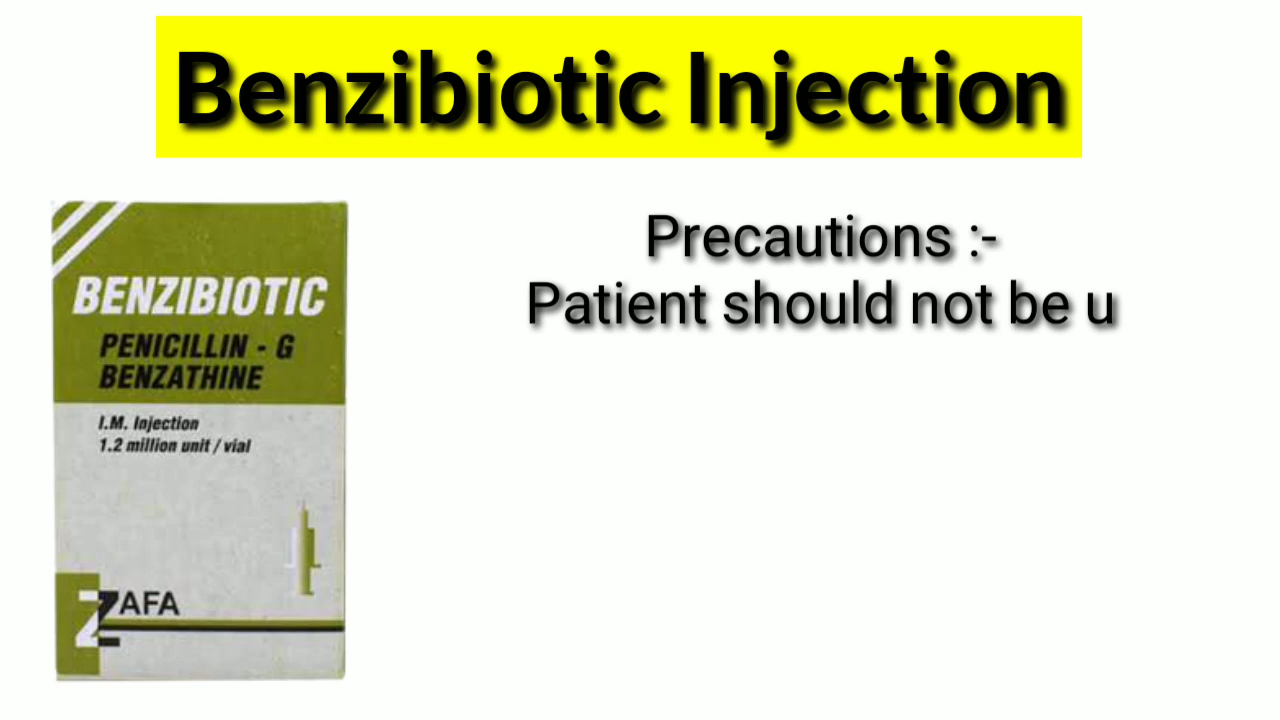 Benzibiotic Injection
Precautions :-
Patient should not be u
BENZIBIOTIC
PENICILLIN - G
BENZATHINE
I.M. Injection
1.2 million unit / vial
ZAFA